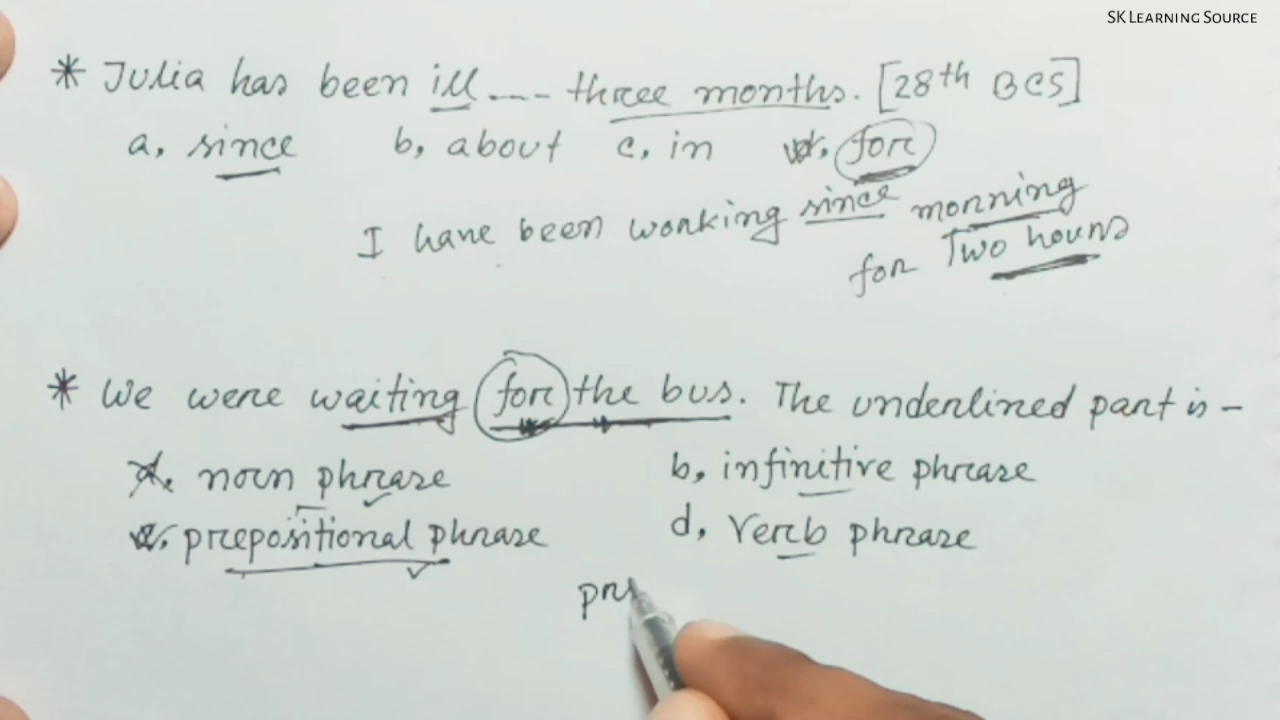 SK Learning Source
* Julia has been ill ---- three months. [28th BCS]
a, since b, about c, in d, for
I have been working since morning
for Two hours
* We were waiting for the bus. The underlined part is -
a, noun phrase b, infinitive phrase
c, prepositional phrase d, Verb phrase